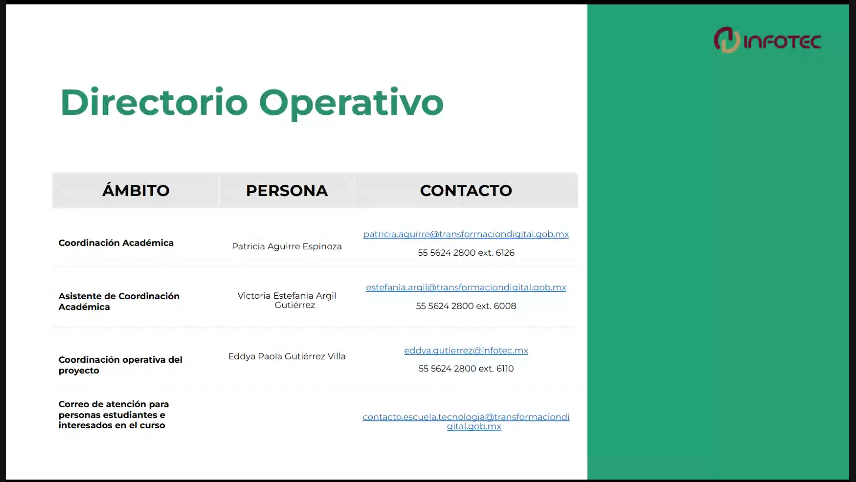 INFOTEC
Directorio Operativo
ÁMBITO PERSONA CONTACTO
Coordinación Académica
Patricia Aguirre Espinoza
patricia.aguirre@transformaciondigital.gob.mx
55 5624 2800 ext. 6126
Asistente de Coordinación
Académica
Victoria Estefania Argil
Gutiérrez
estefania.argil@transformaciondigital.gob.mx
55 5624 2800 ext. 6008
Coordinación operativa del
proyecto
Eddya Paola Gutiérrez Villa
eddya.gutierrez@infotec.mx
55 5624 2800 ext. 6110
Correo de atención para
personas estudiantes e
interesados en el curso
contacto.escuela.tecnologia@transformaciondi
gital.gob.mx